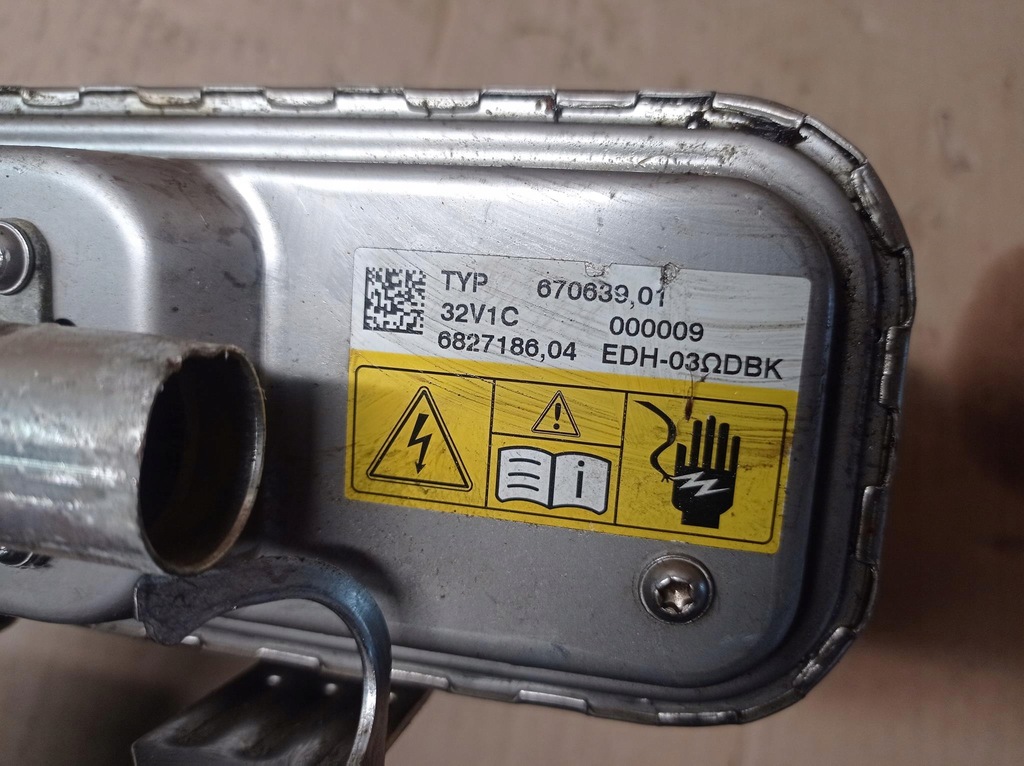 TYP 670639,01
32V1C 000009
6827186,04 EDH-03ΩDBK